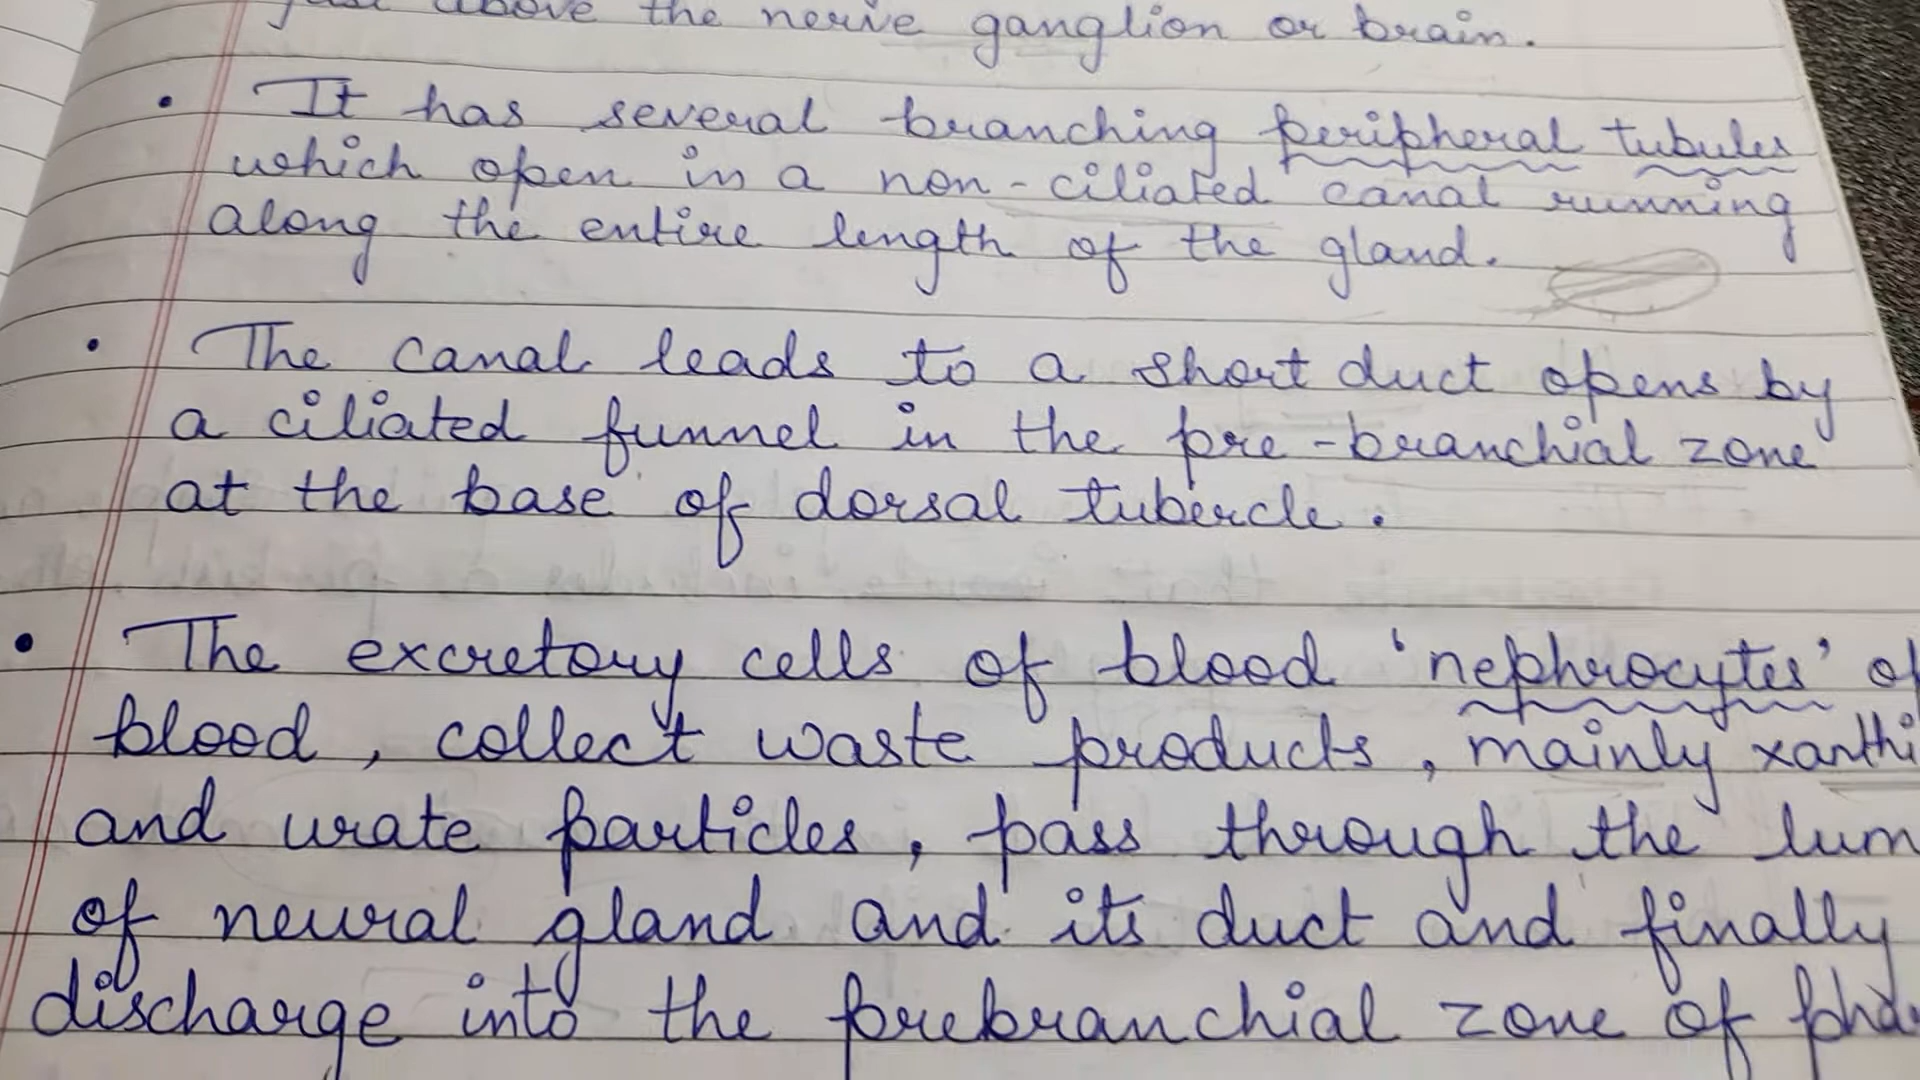 just above the nerve ganglion or brain.
• It has several branching peripheral tubules
which open in a non-ciliated canal running
along the entire length of the gland.
• The canal leads to a short duct opens by
a ciliated funnel in the pre-branchial zone
at the base of dorsal tubercle.
• The excretory cells of blood 'nephrocytes' of
blood, collect waste products, mainly xanthi
and urate particles, pass through the lum
of neural gland and its duct and finally
discharge into the prebranchial zone of pha